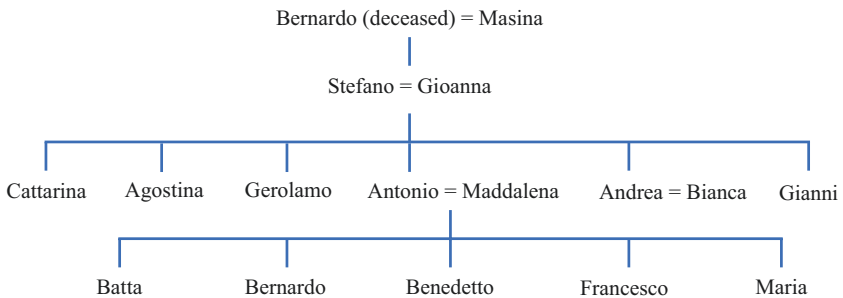 Bernardo (deceased) = Masina
Stefano = Gioanna
Cattarina Agostina Gerolamo Antonio = Maddalena Andrea = Bianca Gianni
Batta Bernardo Benedetto Francesco Maria